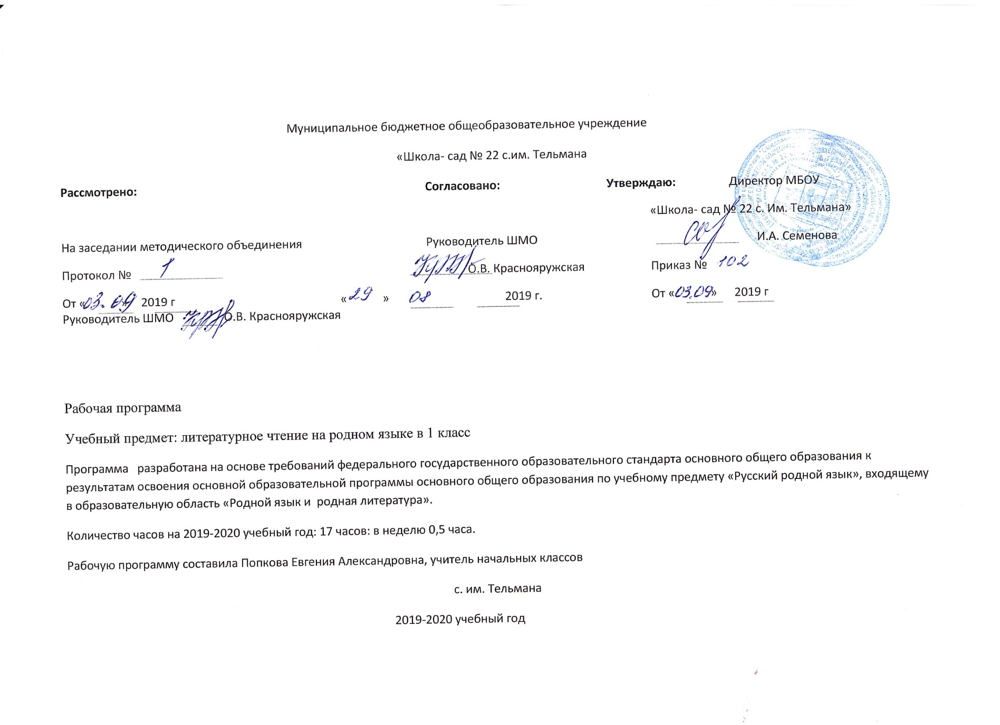 Муниципальное бюджетное общеобразовательное учреждение
«Школа- сад № 22 с.им. Тельмана
Рассмотрено:
Согласовано:
Утверждаю: Директор МБОУ
«Школа- сад № 22 с. Им. Тельмана»
И.А. Семенова
На заседании методического объединения
Руководитель ШМО
Протокол № 1
О.В. Краснояружская
Приказ № 102
От «03.09» 2019 г
«29» 08 2019 г.
От «03.09» 2019 г
Руководитель ШМО О.В. Краснояружская
Рабочая программа
Учебный предмет: литературное чтение на родном языке в 1 класс
Программа разработана на основе требований федерального государственного образовательного стандарта основного общего образования к
результатам освоения основной образовательной программы основного общего образования по учебному предмету «Русский родной язык», входящему
в образовательную область «Родной язык и родная литература».
Количество часов на 2019-2020 учебный год: 17 часов: в неделю 0,5 часа.
Рабочую программу составила Попкова Евгения Александровна, учитель начальных классов
с. им. Тельмана
2019-2020 учебный год